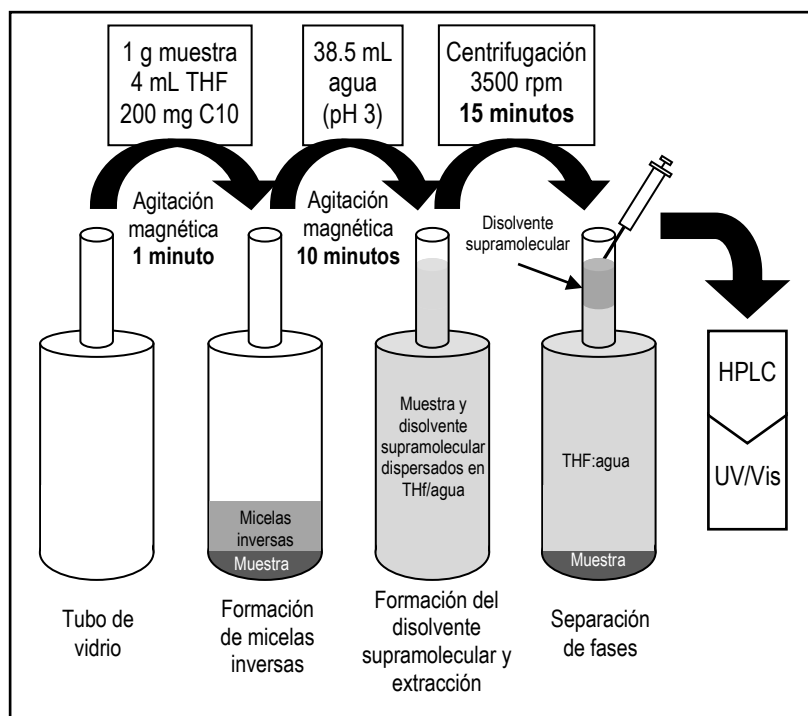 1 g muestra
4 mL THF
200 mg C10
38.5 mL
agua
(pH 3)
Centrifugación
3500 rpm
15 minutos
Agitación
magnética
1 minuto
Agitación
magnética
10 minutos
Disolvente
supramolecular
HPLC
UV/Vis
Micelas
inversas
Muestra
Muestra y
disolvente
supramolecular
dispersados en
THf/agua
THF:agua
Muestra
Tubo de
vidrio
Formación
de micelas
inversas
Formación del
disolvente
supramolecular y
extracción
Separación
de fases